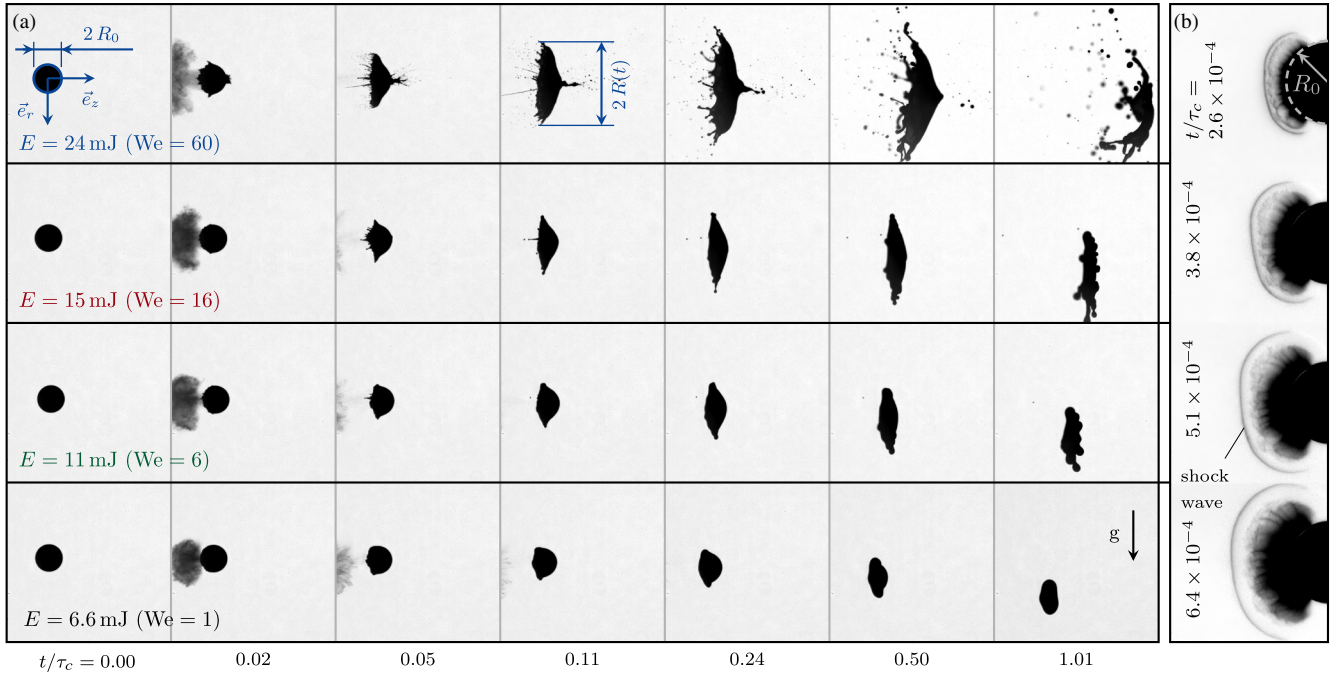 (a)
2 R₀
e⃗_z
e⃗_r
E = 24 mJ (We = 60)
2 R(t)
E = 15 mJ (We = 16)
E = 11 mJ (We = 6)
E = 6.6 mJ (We = 1)
g
t/τ_c = 0.00 0.02 0.05 0.11 0.24 0.50 1.01
(b)
R₀
t/τ_c =
2.6 × 10⁻⁴
3.8 × 10⁻⁴
5.1 × 10⁻⁴
shock
wave
6.4 × 10⁻⁴